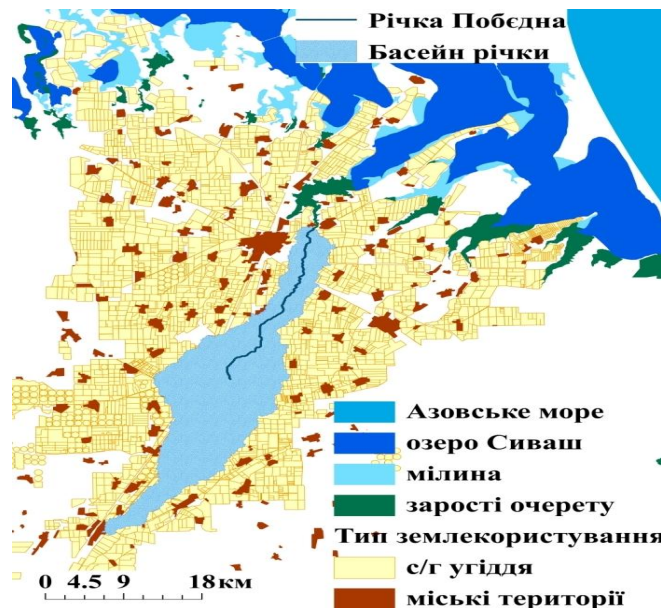 Річка Побєдна
Басейн річки
Азовське море
озеро Сиваш
мілина
зарості очерету
Тип землекористування
с/г угіддя
міські території
0 4.5 9 18 км